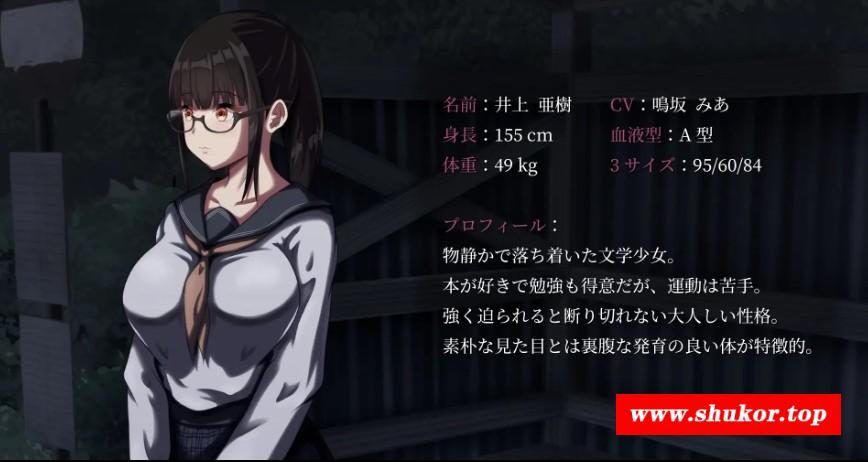 名前：井上 亜樹　CV：鳴坂 みあ
身長：155 cm　血液型：A 型
体重：49 kg　3 サイズ：95/60/84
プロフィール：
物静かで落ち着いた文学少女。
本が好きで勉強も得意だが、運動は苦手。
強く迫られると断り切れない大人しい性格。
素朴な見た目とは裏腹な発育の良い体が特徴的。
www.shukor.top